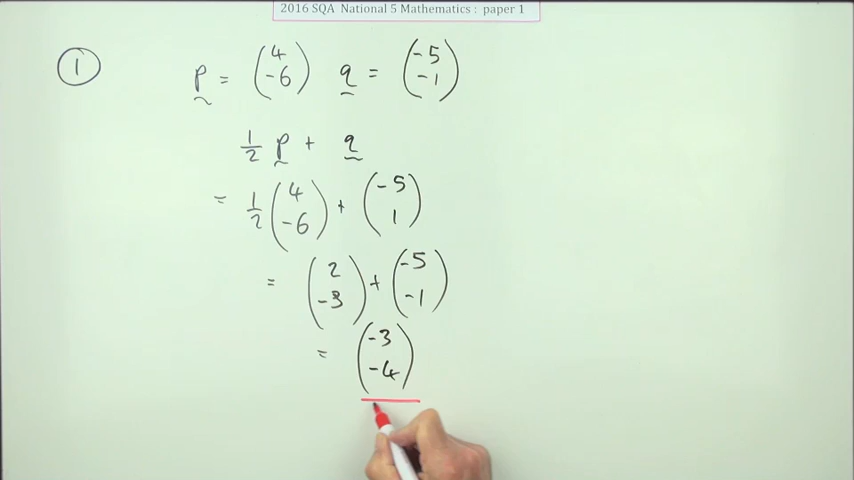 2016 SQA National 5 Mathematics : paper 1
1
p = (4 -6) q = (-5 -1)
1/2 p + q
= 1/2 (4 -6) + (-5 1)
= (2 -3) + (-5 -1)
= (-3 -4)